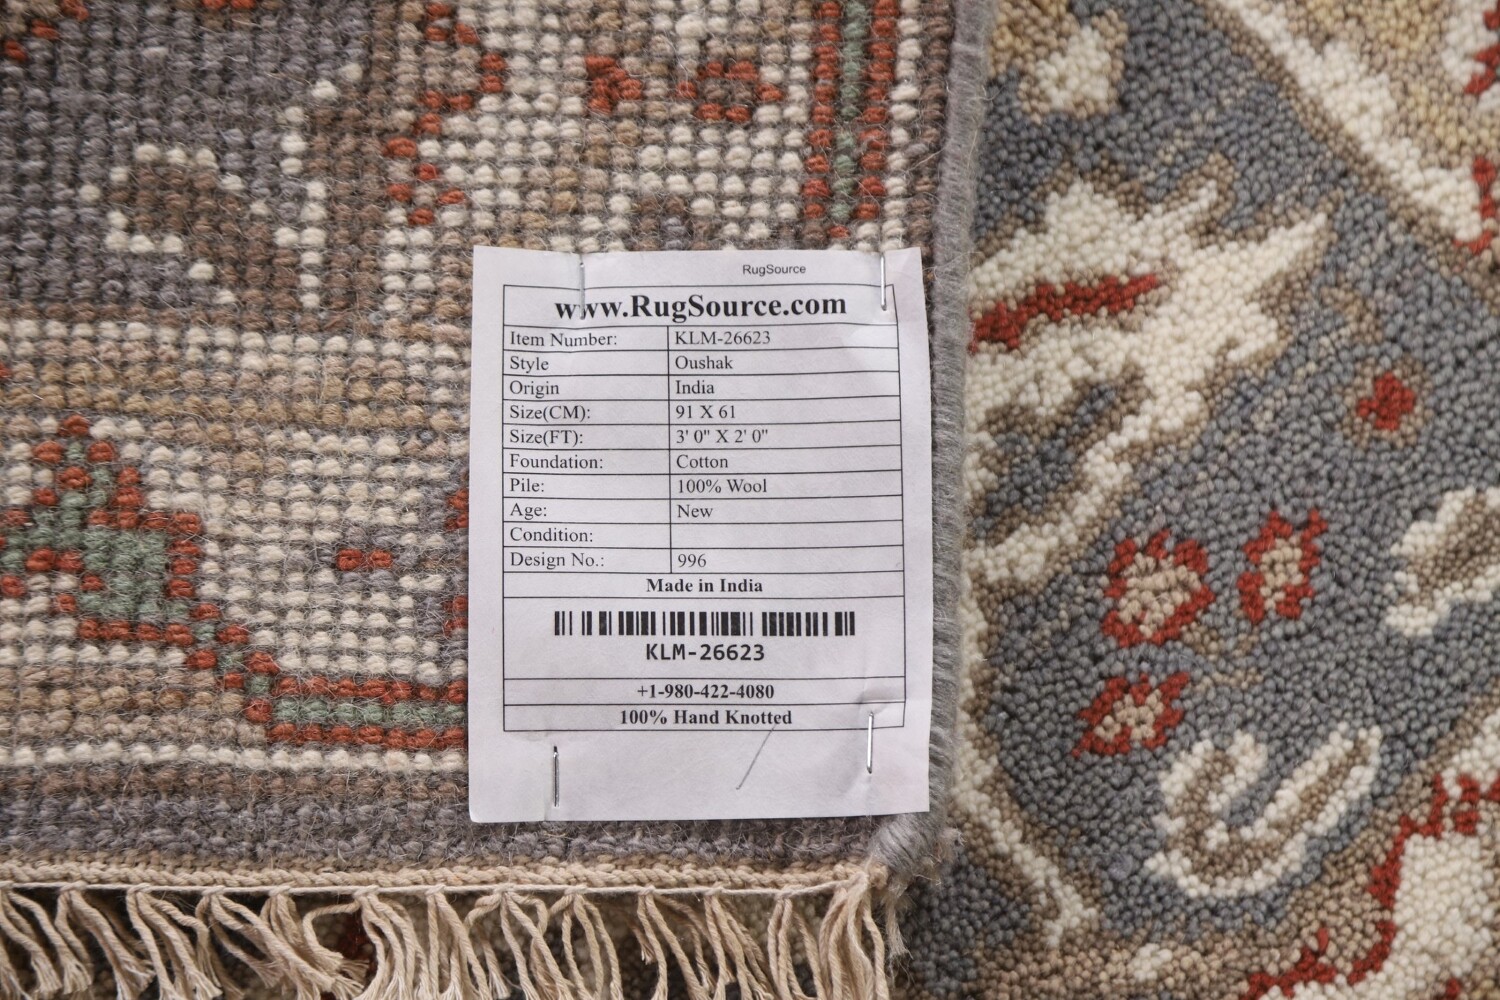 RugSource
www.RugSource.com
Item Number: KLM-26623
Style Oushak
Origin India
Size(CM): 91 X 61
Size(FT): 3' 0" X 2' 0"
Foundation: Cotton
Pile: 100% Wool
Age: New
Condition:
Design No.: 996
Made in India
KLM-26623
+1-980-422-4080
100% Hand Knotted